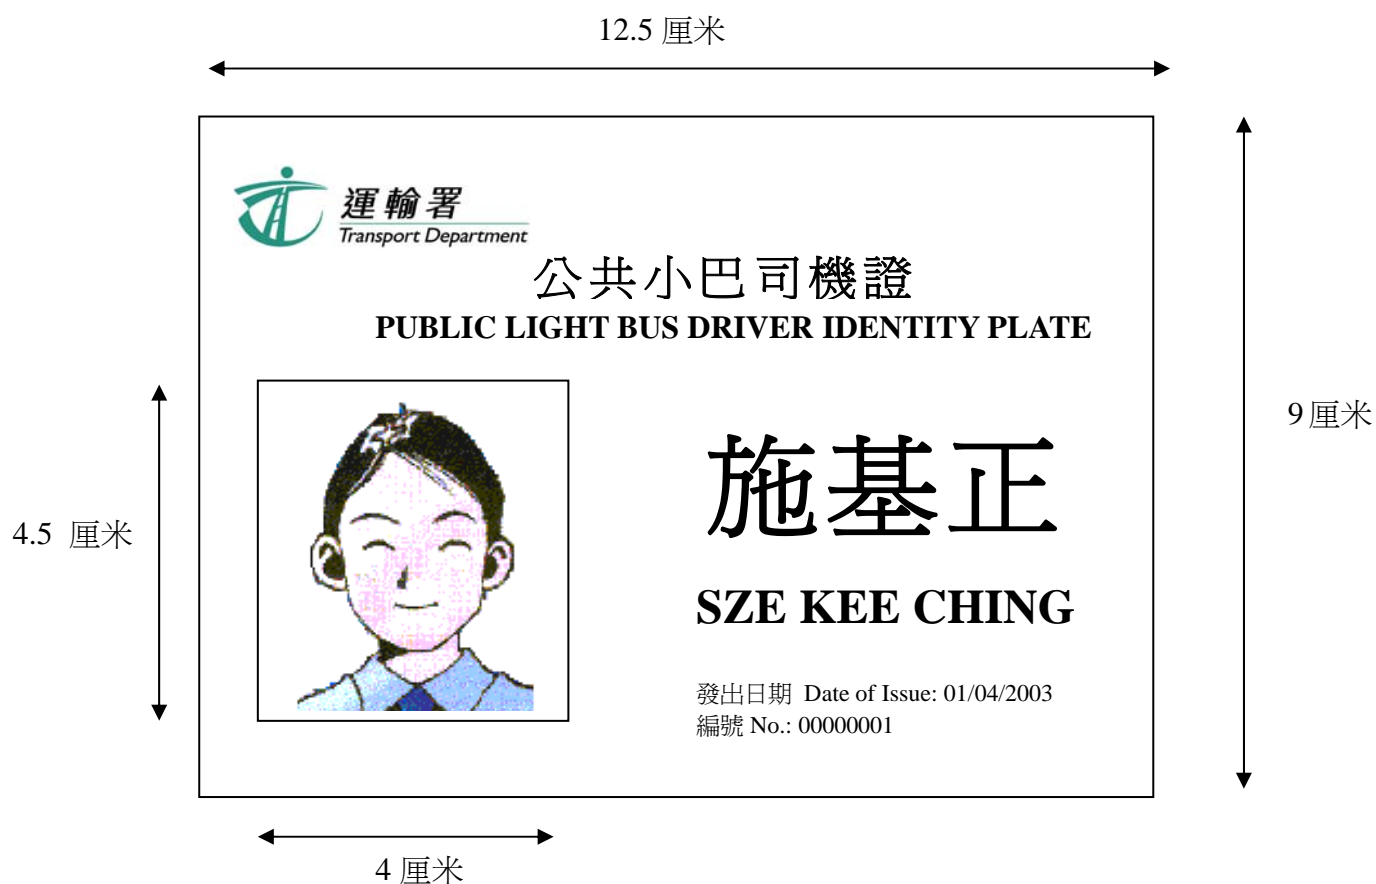 12.5 厘米
運輸署
Transport Department
公共小巴司機證
PUBLIC LIGHT BUS DRIVER IDENTITY PLATE
9厘米
施基正
4.5 厘米
SZE KEE CHING
發出日期 Date of Issue: 01/04/2003
編號 No.: 00000001
4 厘米